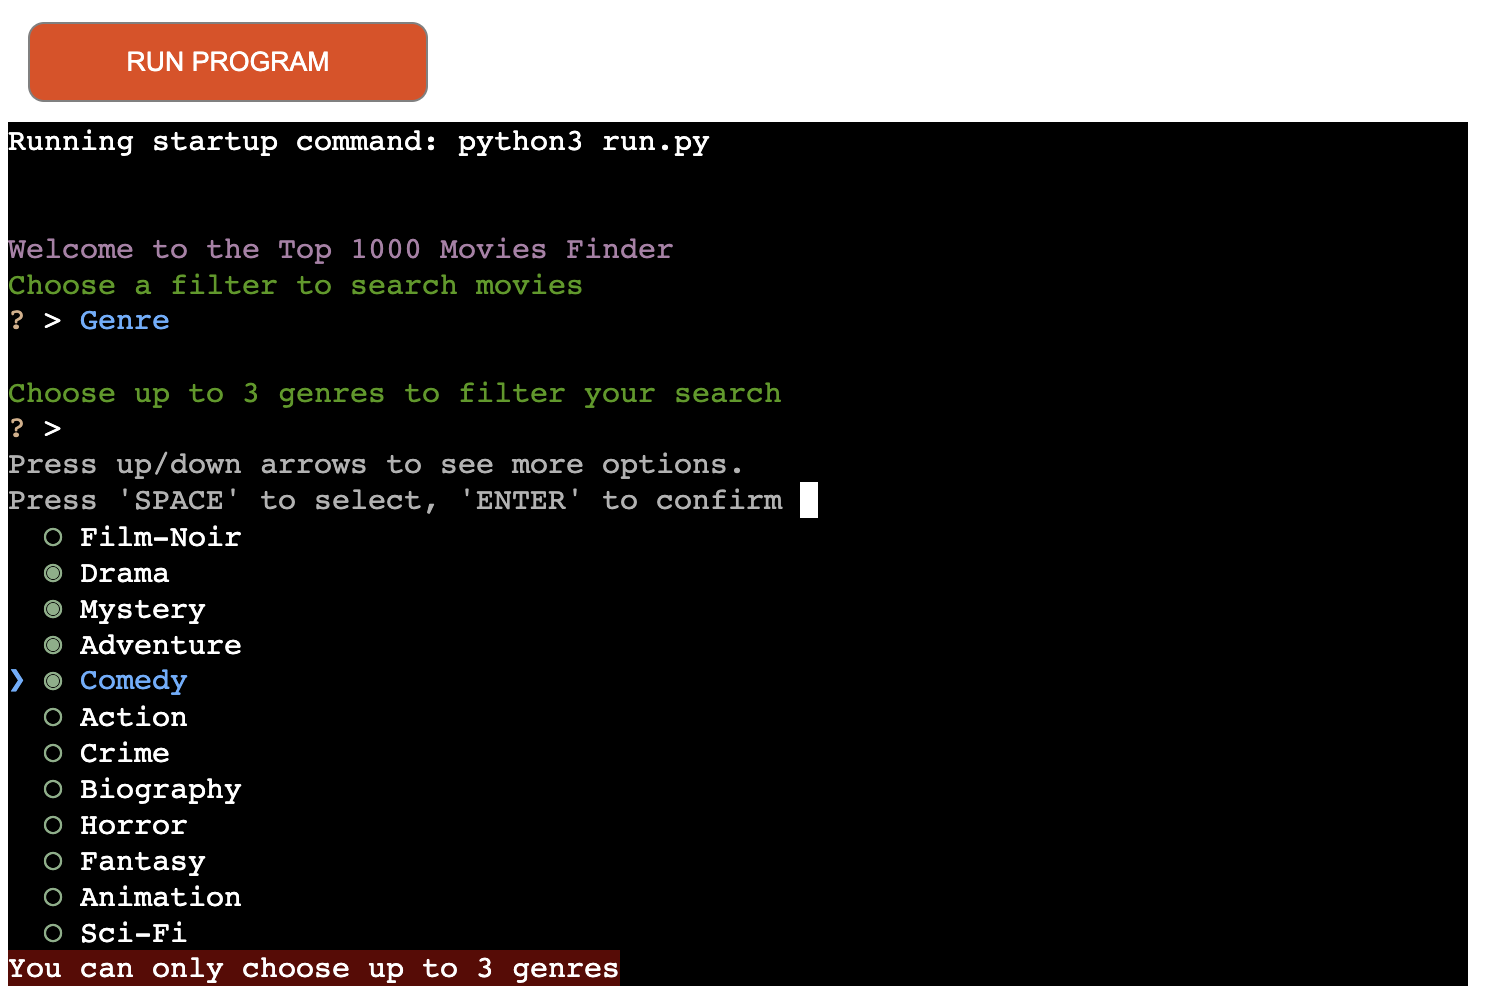 RUN PROGRAM
Running startup command: python3 run.py
Welcome to the Top 1000 Movies Finder
Choose a filter to search movies
? > Genre
Choose up to 3 genres to filter your search
? >
Press up/down arrows to see more options.
Press 'SPACE' to select, 'ENTER' to confirm
○ Film-Noir
◉ Drama
◉ Mystery
◉ Adventure
❯ ◉ Comedy
○ Action
○ Crime
○ Biography
○ Horror
○ Fantasy
○ Animation
○ Sci-Fi
You can only choose up to 3 genres